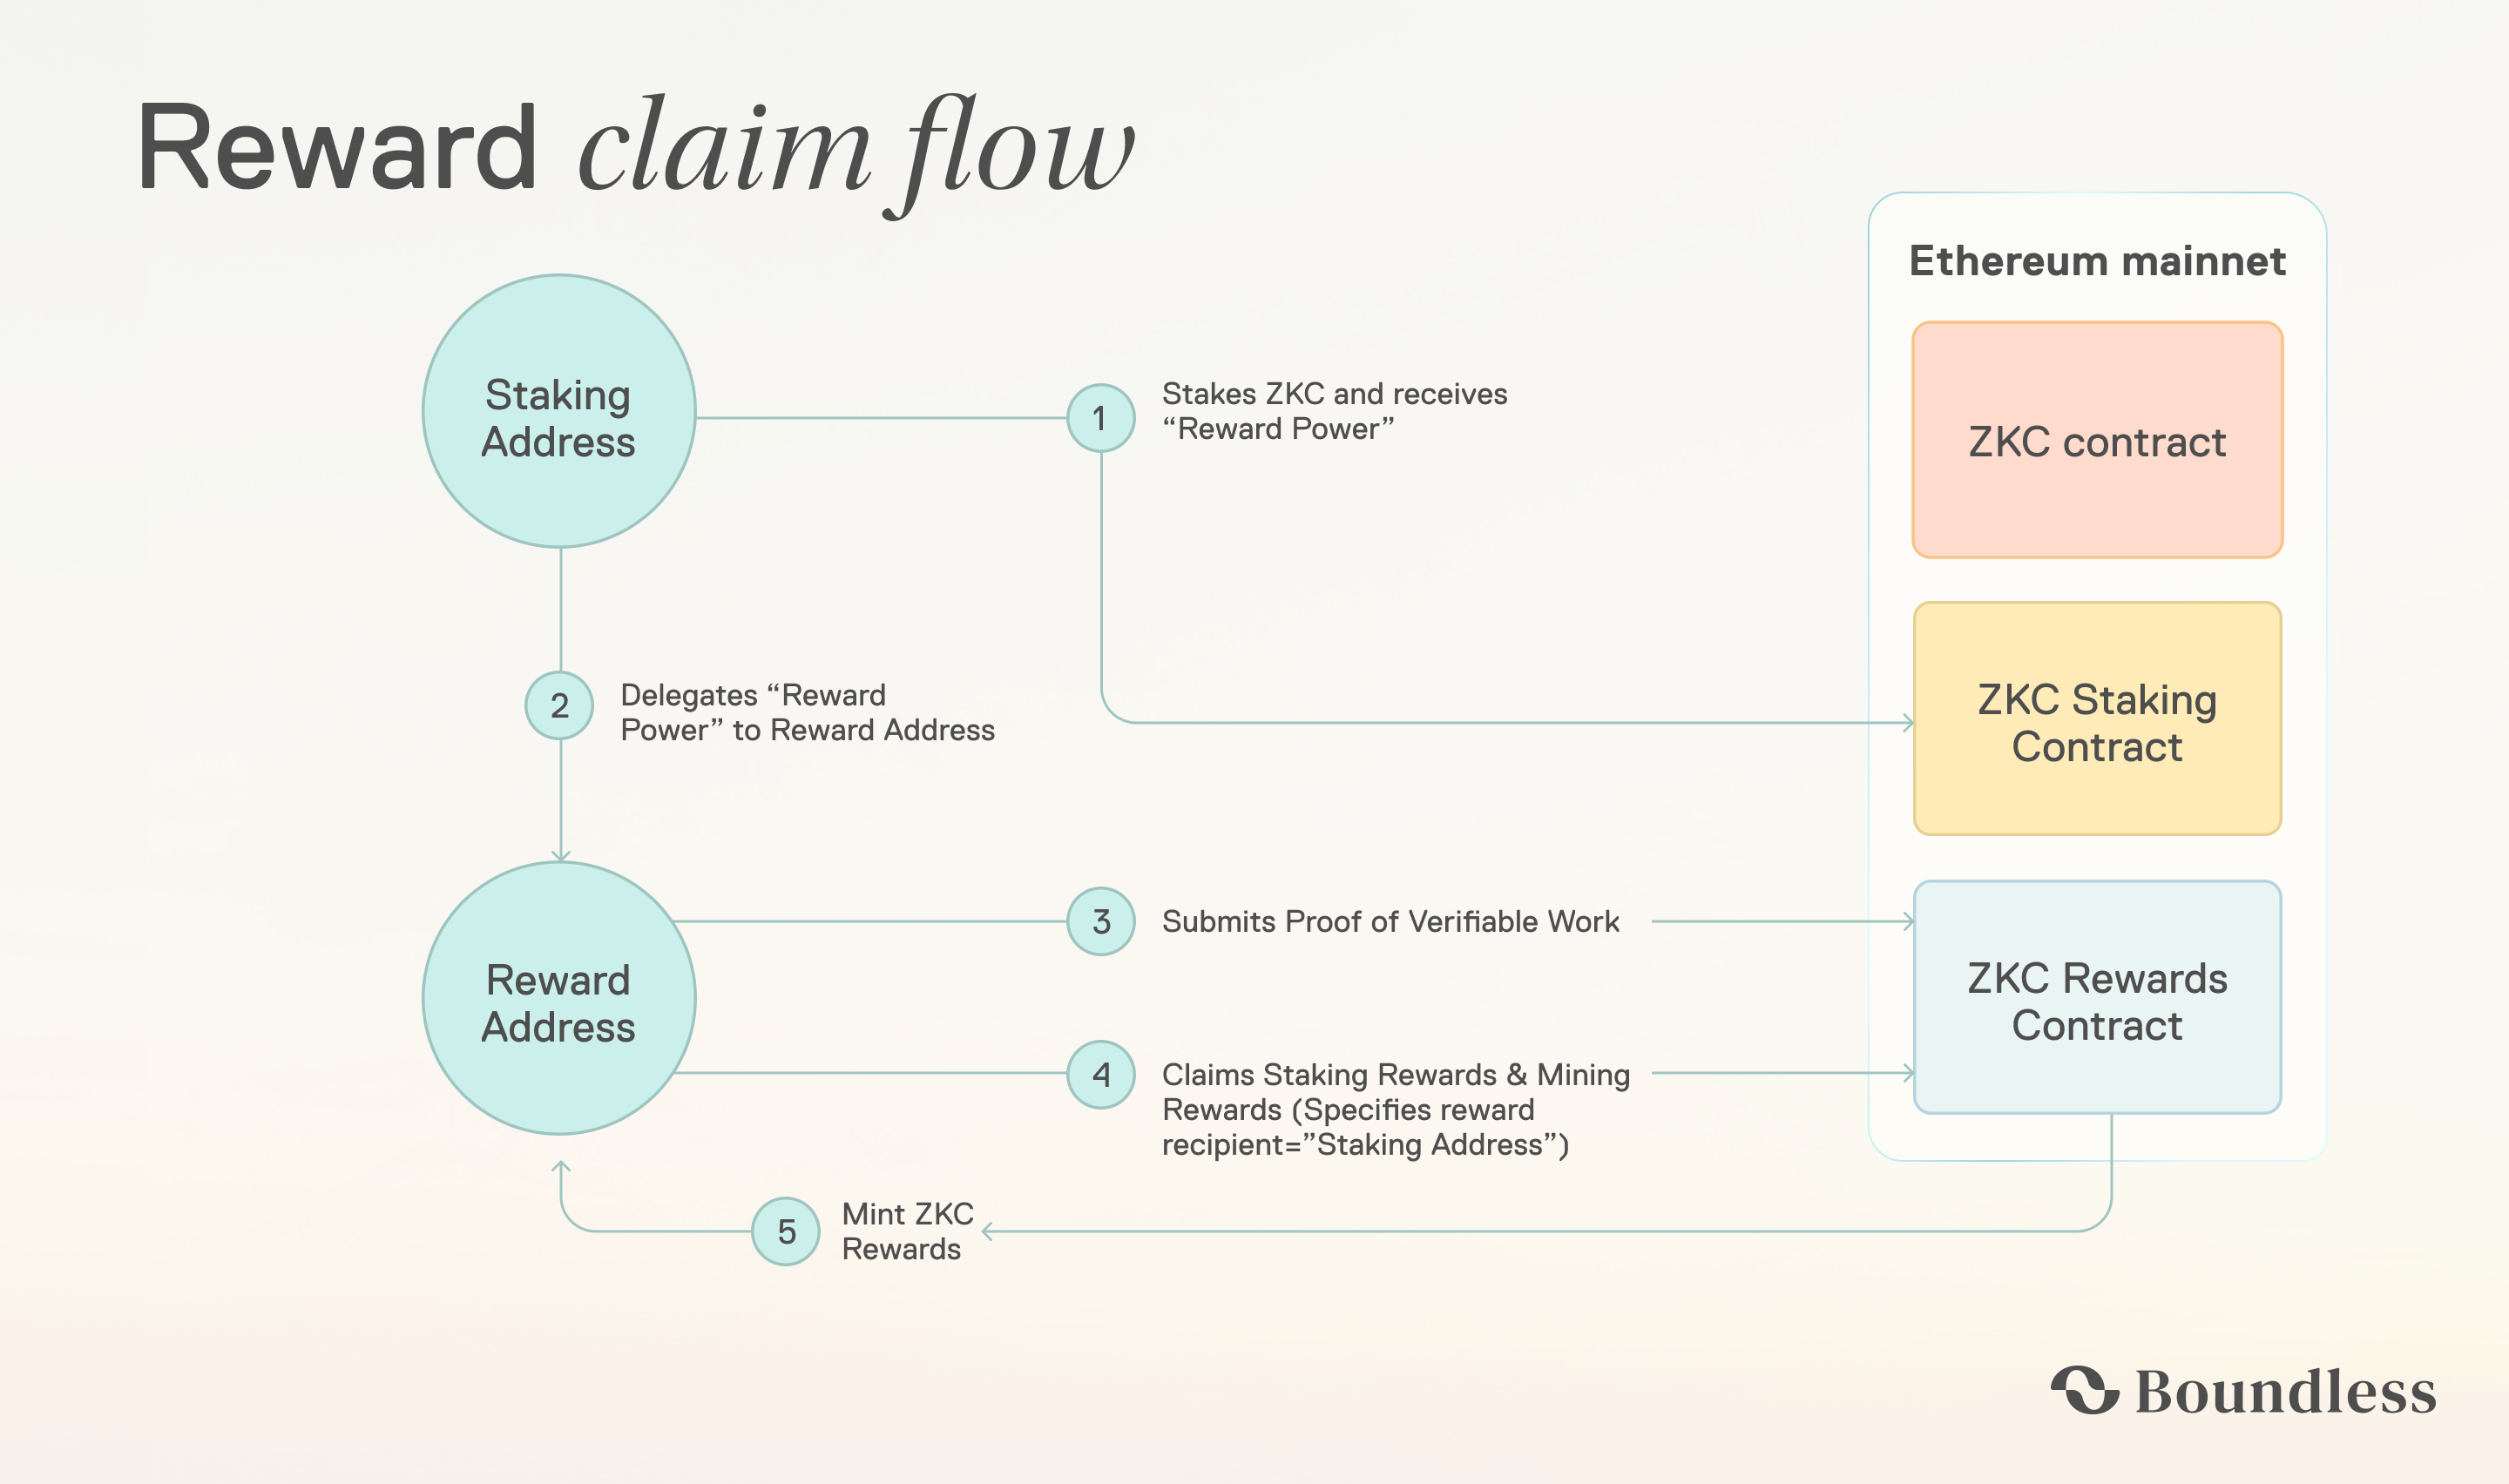 Reward claim flow
Ethereum mainnet
Staking
Address
1
Stakes ZKC and receives
“Reward Power”
ZKC contract
2
Delegates “Reward
Power” to Reward Address
ZKC Staking
Contract
Reward
Address
3
Submits Proof of Verifiable Work
ZKC Rewards
Contract
4
Claims Staking Rewards & Mining
Rewards (Specifies reward
recipient=”Staking Address”)
5
Mint ZKC
Rewards
Boundless